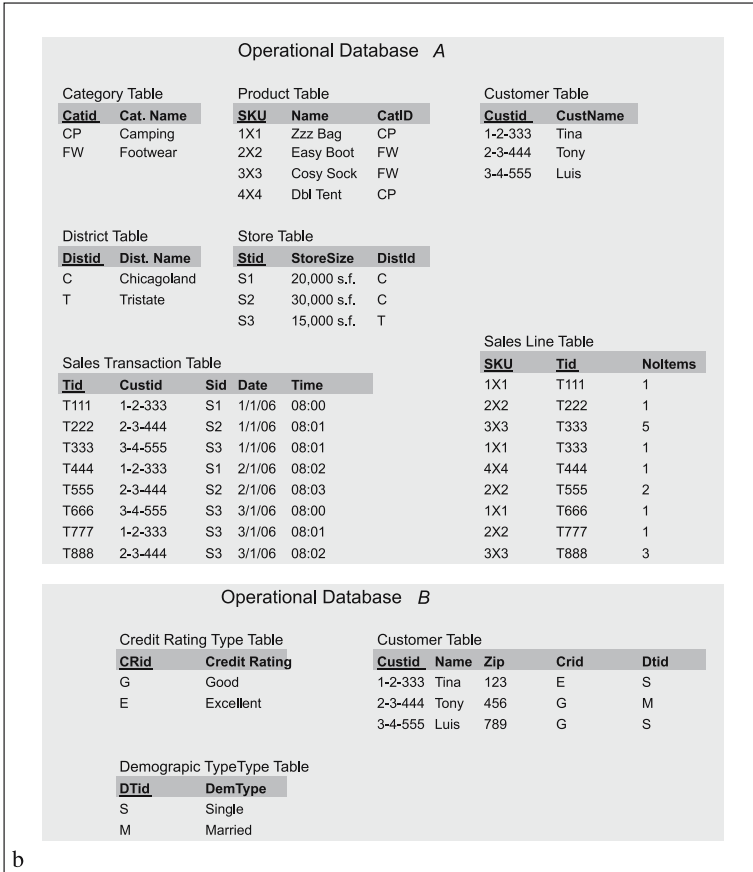 Operational Database A
Category Table
Catid Cat. Name
CP Camping
FW Footwear
Product Table
SKU Name CatID
1X1 Zzz Bag CP
2X2 Easy Boot FW
3X3 Cosy Sock FW
4X4 Dbl Tent CP
Customer Table
Custid CustName
1-2-333 Tina
2-3-444 Tony
3-4-555 Luis
District Table
Distid Dist. Name
C Chicagoland
T Tristate
Store Table
Stid StoreSize DistId
S1 20,000 s.f. C
S2 30,000 s.f. C
S3 15,000 s.f. T
Sales Transaction Table
Tid Custid Sid Date Time
T111 1-2-333 S1 1/1/06 08:00
T222 2-3-444 S2 1/1/06 08:01
T333 3-4-555 S3 1/1/06 08:01
T444 1-2-333 S1 2/1/06 08:02
T555 2-3-444 S2 2/1/06 08:03
T666 3-4-555 S3 3/1/06 08:00
T777 1-2-333 S3 3/1/06 08:01
T888 2-3-444 S3 3/1/06 08:02
Sales Line Table
SKU Tid NoItems
1X1 T111 1
2X2 T222 1
3X3 T333 5
1X1 T333 1
4X4 T444 1
2X2 T555 2
1X1 T666 1
2X2 T777 1
3X3 T888 3
Operational Database B
Credit Rating Type Table
CRid Credit Rating
G Good
E Excellent
Customer Table
Custid Name Zip Crid Dtid
1-2-333 Tina 123 E S
2-3-444 Tony 456 G M
3-4-555 Luis 789 G S
Demograpic TypeType Table
DTid DemType
S Single
M Married
b